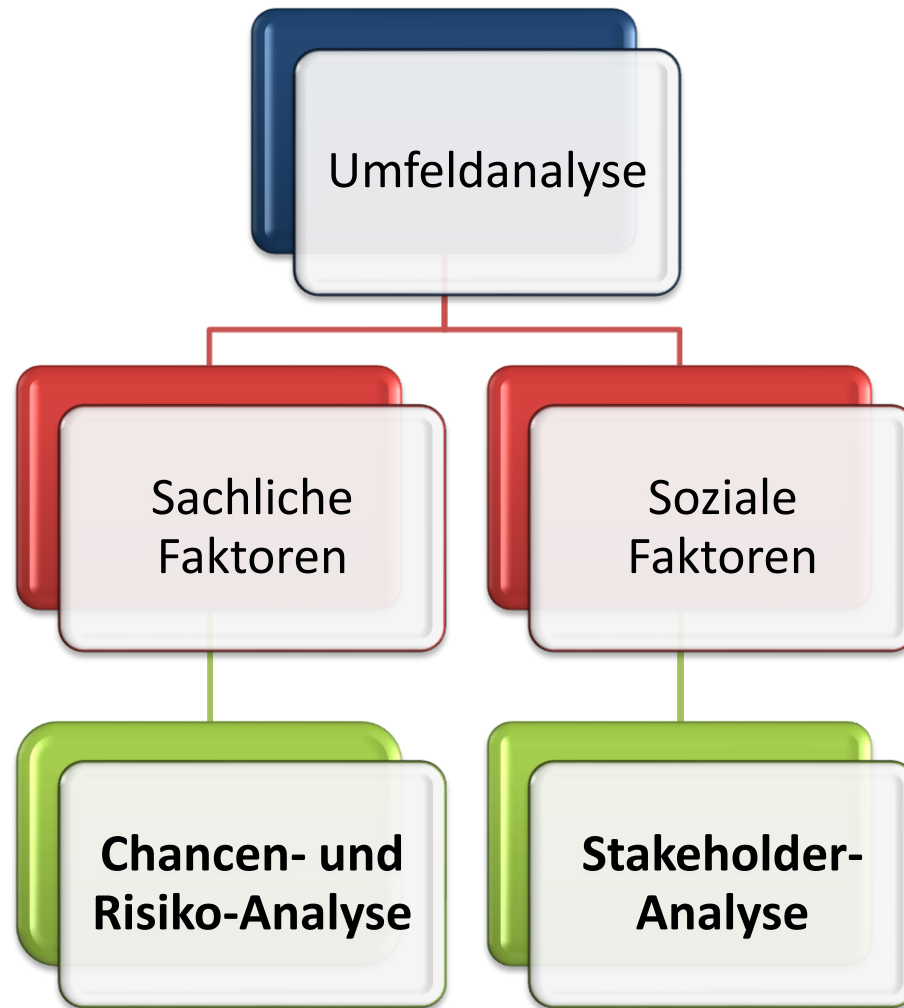 Umfeldanalyse
Sachliche
Faktoren
Soziale
Faktoren
Chancen- und
Risiko-Analyse
Stakeholder-
Analyse